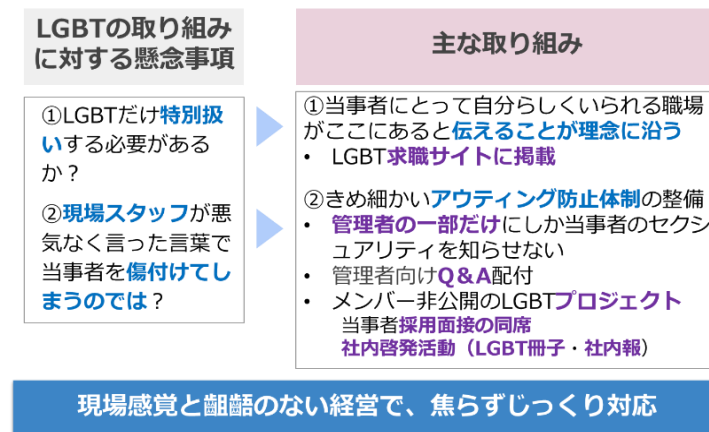 LGBTの取り組み
に対する懸念事項
主な取り組み
①LGBTだけ特別扱
いする必要がある
か？
②現場スタッフが悪
気なく言った言葉で
当事者を傷付けてし
まうのでは？
①当事者にとって自分らしくいられる職場
がここにあると伝えることが理念に沿う
• LGBT求職サイトに掲載
②きめ細かいアウティング防止体制の整備
• 管理者の一部だけにしか当事者のセクシ
ュアリティを知らせない
• 管理者向けQ＆A配付
• メンバー非公開のLGBTプロジェクト
当事者採用面接の同席
社内啓発活動（LGBT冊子・社内報）
現場感覚と齟齬のない経営で、焦らずじっくり対応